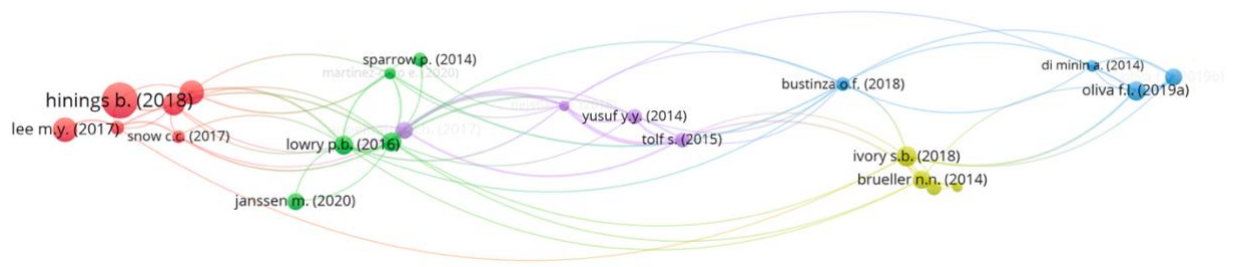 sparrow p. (2014)
di minin a. (2014)
bustinza o.f. (2018)
oliva f.l. (2019a)
hinings b. (2018)
yusuf y.y. (2014)
lee m.y. (2017)
snow c.c. (2017)
tolf s. (2015)
lowry p.b. (2016)
ivory s.b. (2018)
brueller n.n. (2014)
janssen m. (2020)